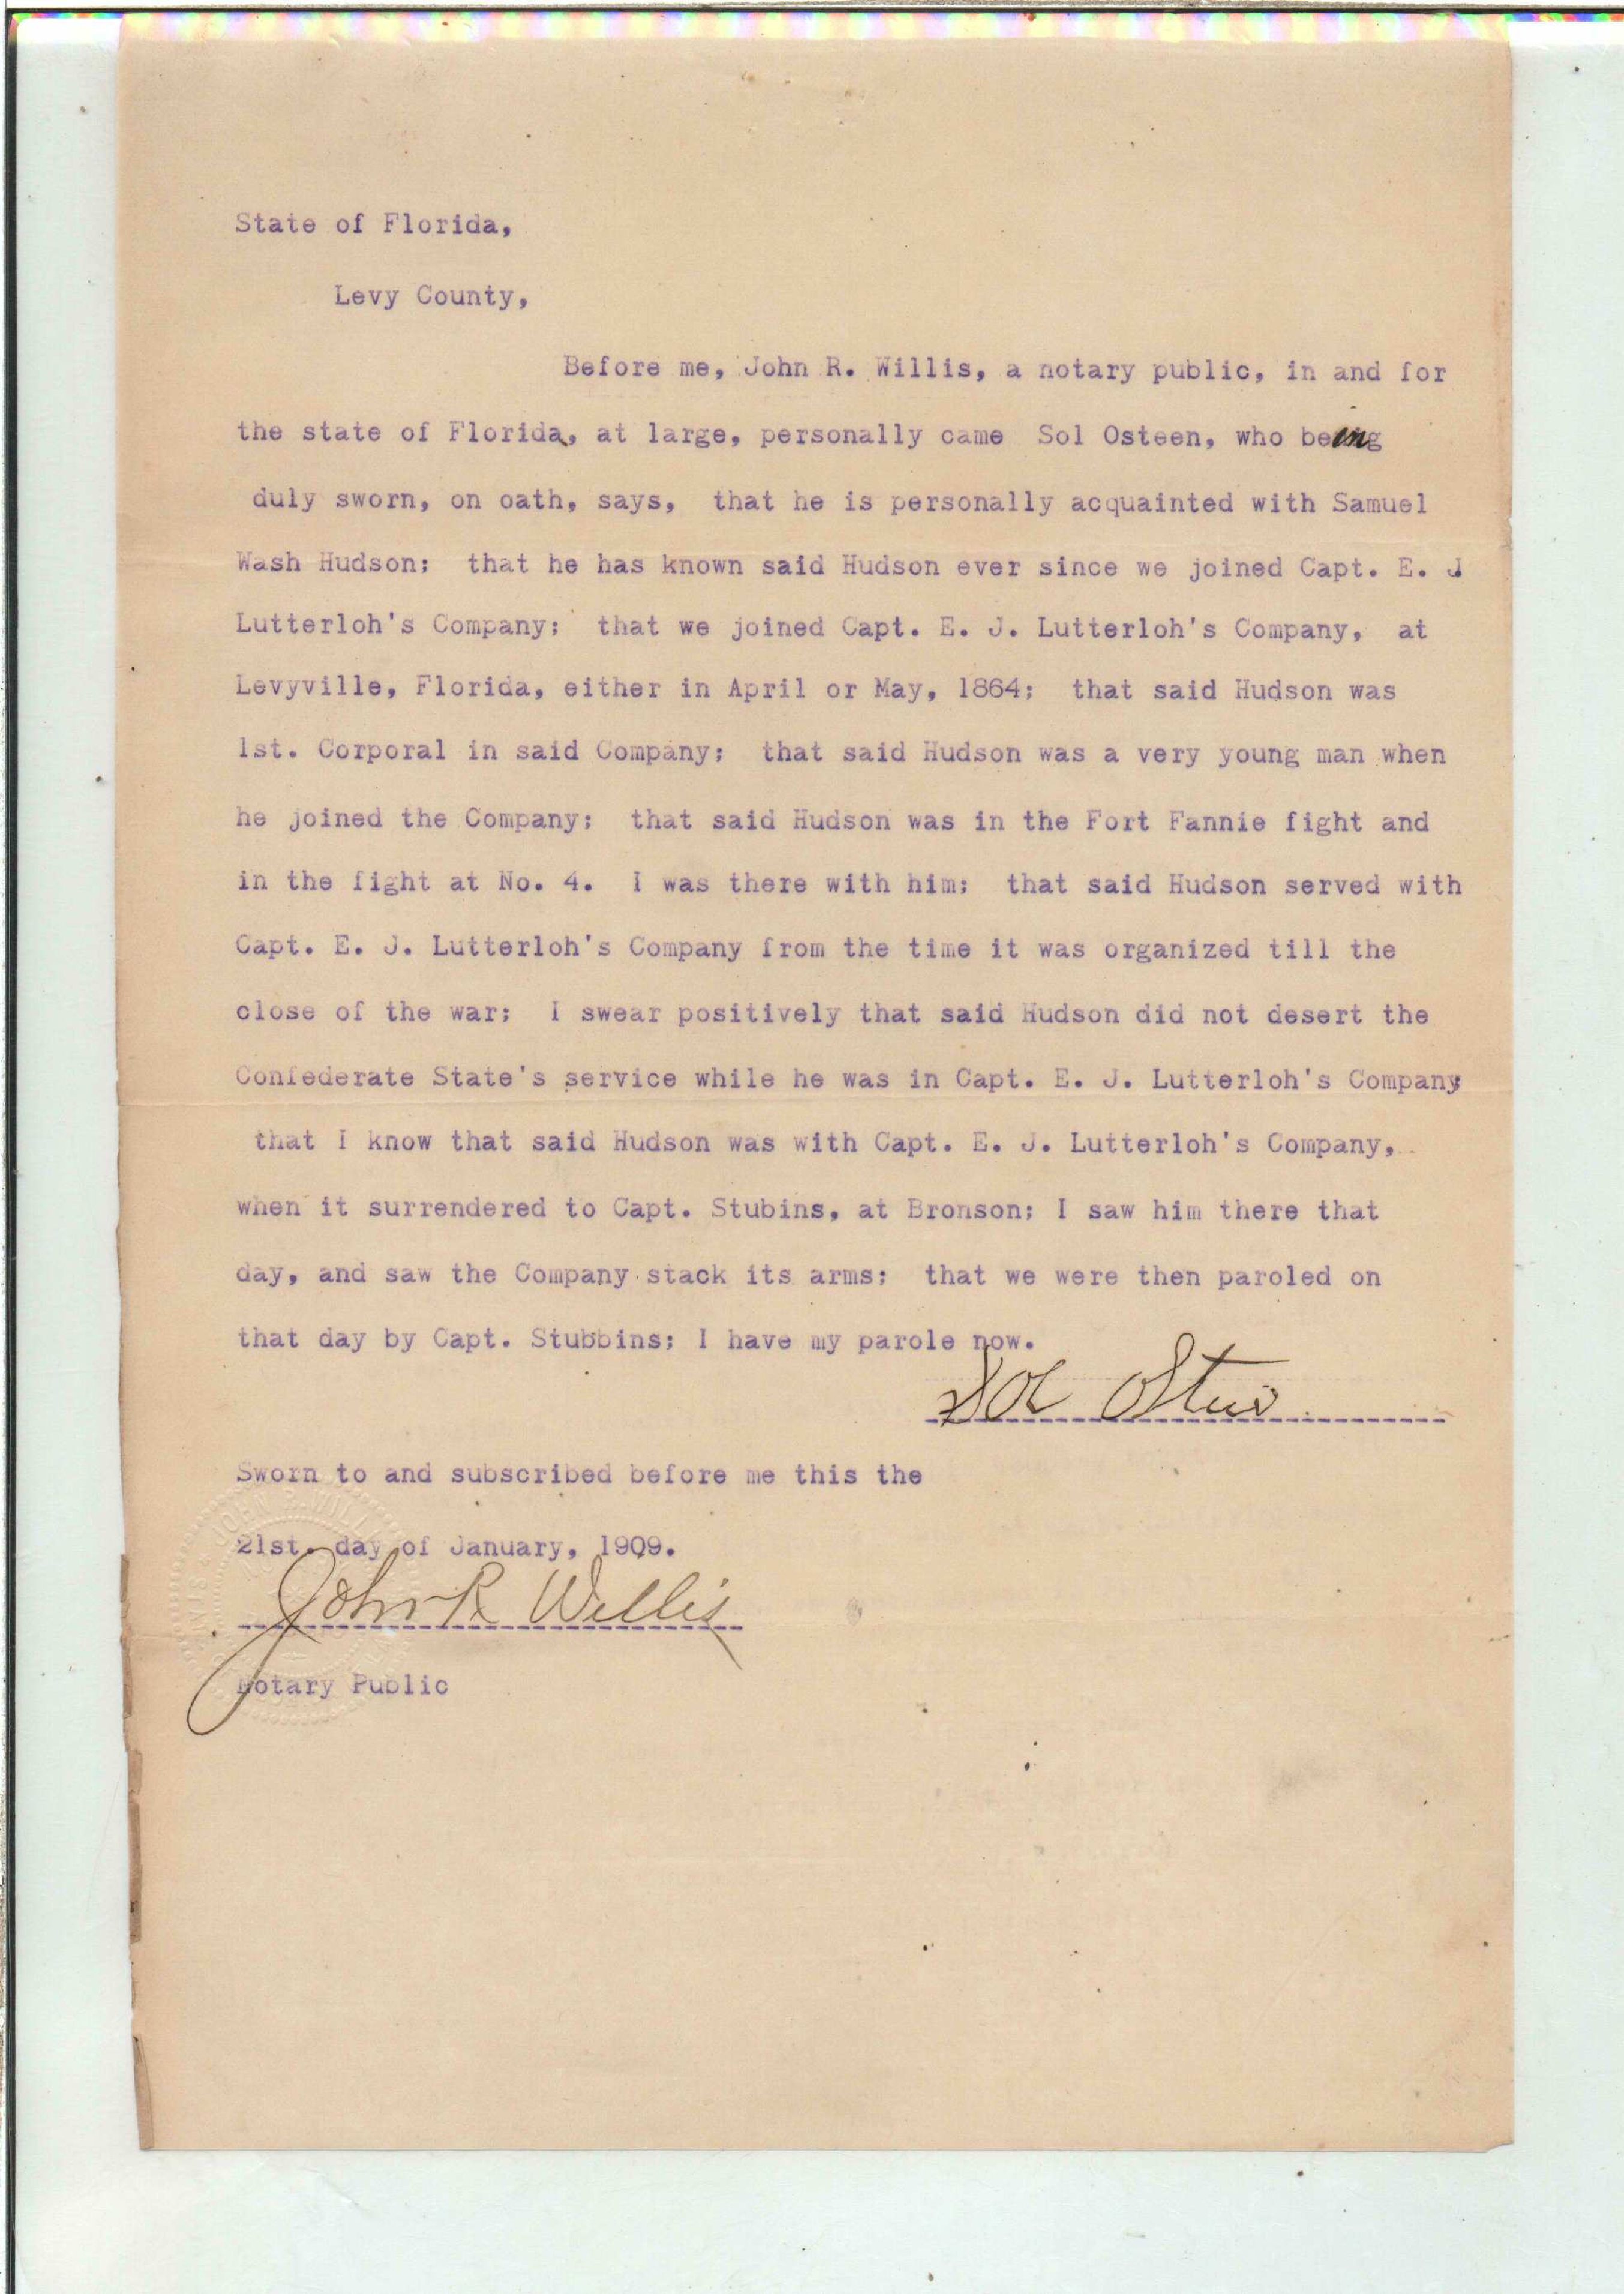 State of Florida,
Levy County,
Before me, John R. Willis, a notary public, in and for
the state of Florida, at large, personally came Sol Osteen, who being
duly sworn, on oath, says, that he is personally acquainted with Samuel
Wash Hudson; that he has known said Hudson ever since we joined Capt. E. J.
Lutterloh's Company; that we joined Capt. E. J. Lutterloh's Company, at
Levyville, Florida, either in April or May, 1864; that said Hudson was
1st. Corporal in said Company; that said Hudson was a very young man when
he joined the Company; that said Hudson was in the Fort Fannie fight and
in the fight at No. 4. I was there with him; that said Hudson served with
Capt. E. J. Lutterloh's Company from the time it was organized till the
close of the war; I swear positively that said Hudson did not desert the
Confederate State's service while he was in Capt. E. J. Lutterloh's Company
that I know that said Hudson was with Capt. E. J. Lutterloh's Company,
when it surrendered to Capt. Stubins, at Bronson; I saw him there that
day, and saw the Company stack its arms; that we were then paroled on
that day by Capt. Stubbins; I have my parole now.
Sol Osteen
Sworn to and subscribed before me this the
21st. day of January, 1909.
John R Willis
Notary Public